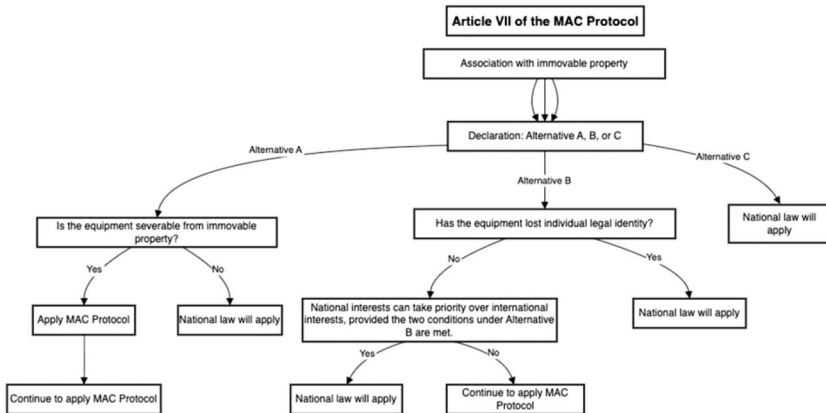 Article VII of the MAC Protocol
Association with immovable property
Declaration: Alternative A, B, or C
Alternative A
Alternative B
Alternative C
Is the equipment severable from immovable
property?
Has the equipment lost individual legal identity?
National law will
apply
Yes
No
No
Yes
Apply MAC Protocol
National law will apply
National interests can take priority over international
interests, provided the two conditions under Alternative
B are met.
National law will apply
Yes
No
Continue to apply MAC Protocol
National law will apply
Continue to apply MAC
Protocol